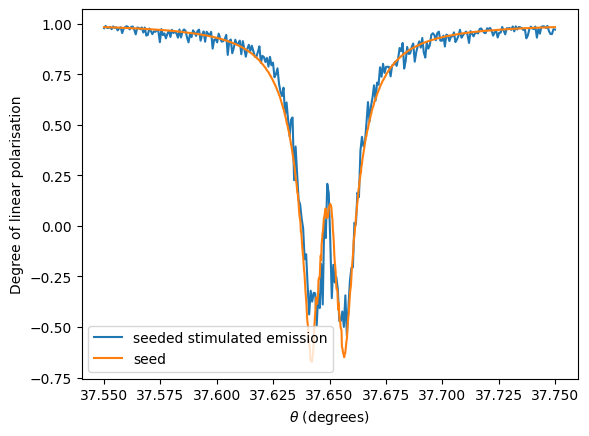 1.00
0.75
0.50
0.25
0.00
−0.25
−0.50
−0.75
Degree of linear polarisation
seeded stimulated emission
seed
37.550 37.575 37.600 37.625 37.650 37.675 37.700 37.725 37.750
θ (degrees)